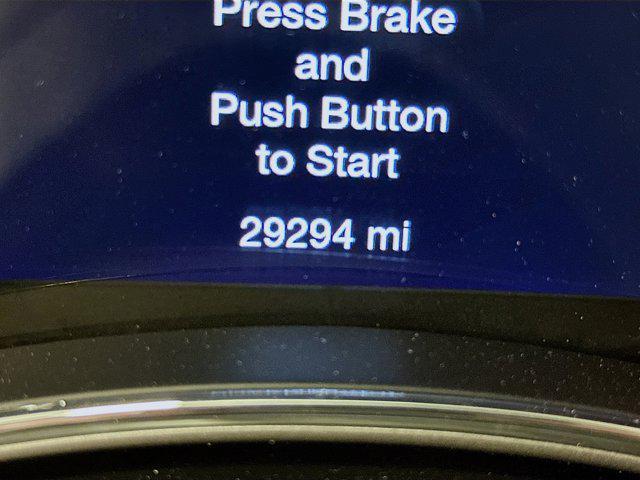 Press Brake
and
Push Button
to Start
29294 mi